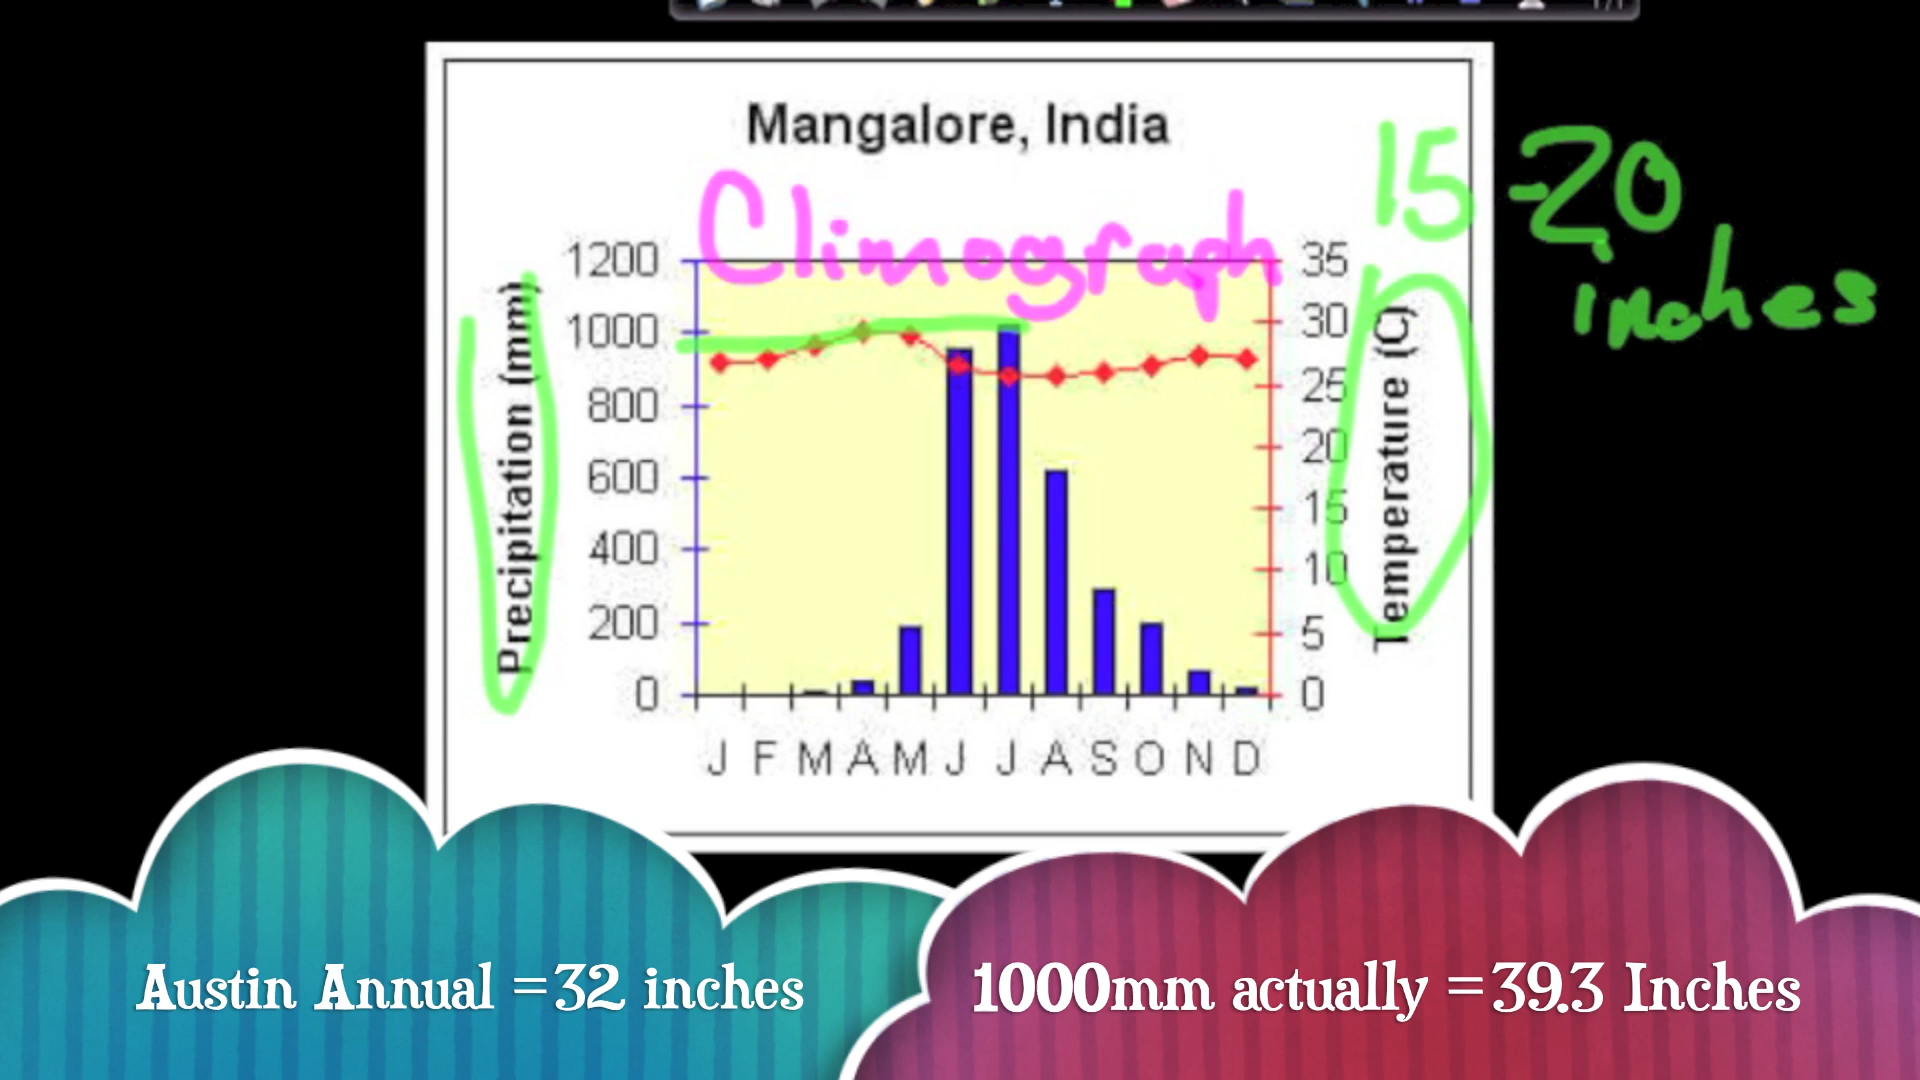 Mangalore, India
Climograph
15-20
inches
Precipitation (mm)
1200
1000
800
600
400
200
0
35
30
25
20
15
10
5
0
Temperature (C)
J F M A M J J A S O N D
Austin Annual =32 inches
1000mm actually =39.3 Inches